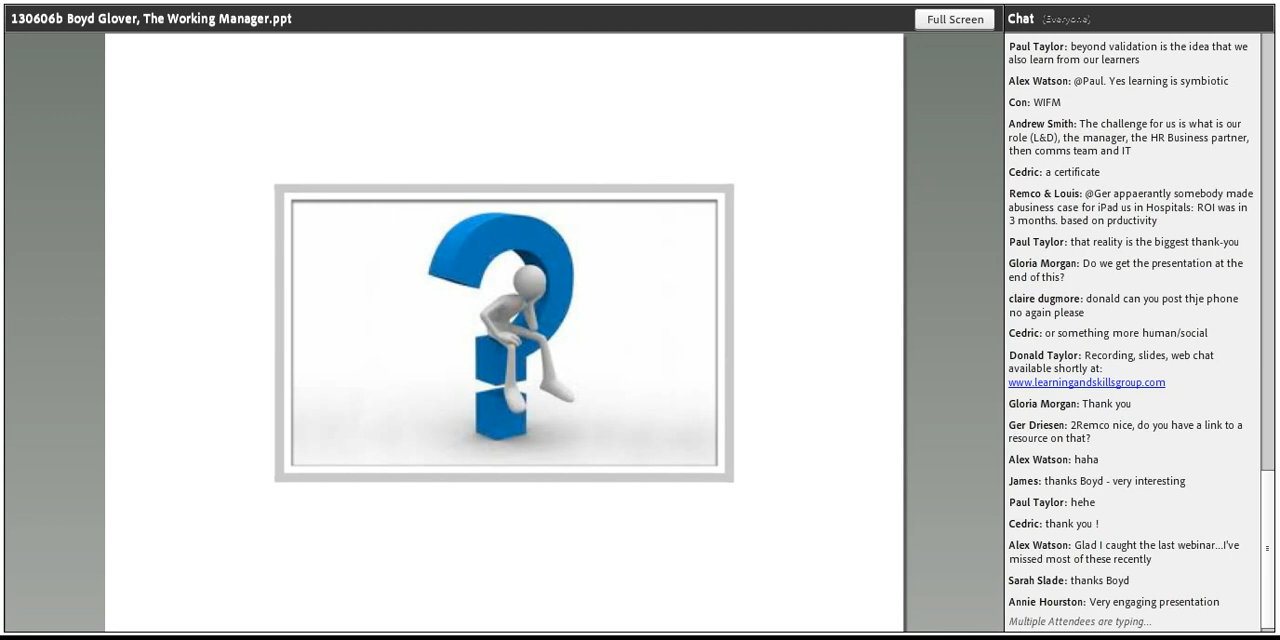 130606b Boyd Glover, The Working Manager.ppt
Full Screen
Chat (Everyone)
Paul Taylor: beyond validation is the idea that we
also learn from our learners
Alex Watson: @Paul. Yes learning is symbiotic
Con: WIFM
Andrew Smith: The challenge for us is what is our
role (L&D), the manager, the HR Business partner,
then comms team and IT
Cedric: a certificate
Remco & Louis: @Ger appaerantly somebody made
abusiness case for iPad us in Hospitals: ROI was in
3 months. based on prductivity
Paul Taylor: that reality is the biggest thank-you
Gloria Morgan: Do we get the presentation at the
end of this?
claire dugmore: donald can you post thje phone
no again please
Cedric: or something more human/social
Donald Taylor: Recording, slides, web chat
available shortly at:
www.learningandskillsgroup.com
Gloria Morgan: Thank you
Ger Driesen: 2Remco nice, do you have a link to a
resource on that?
Alex Watson: haha
James: thanks Boyd - very interesting
Paul Taylor: hehe
Cedric: thank you !
Alex Watson: Glad I caught the last webinar...I've
missed most of these recently
Sarah Slade: thanks Boyd
Annie Hourston: Very engaging presentation
Multiple Attendees are typing...